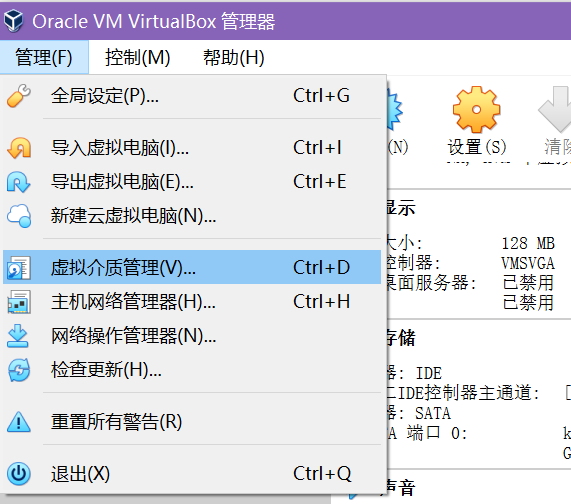 Oracle VM VirtualBox 管理器
管理(F) 控制(M) 帮助(H)
全局设定(P)... Ctrl+G
导入虚拟电脑(I)... Ctrl+I
导出虚拟电脑(E)... Ctrl+E
新建云虚拟电脑(N)...
虚拟介质管理(V)... Ctrl+D
主机网络管理器(H)... Ctrl+H
网络操作管理器(N)...
检查更新(H)...
重置所有警告(R)
退出(X) Ctrl+Q
(N) 设置(S) 清除
显示
大小: 128 MB
控制器: VMSVGA
桌面服务器: 已禁用
已禁用
存储
器: IDE
二IDE控制器主通道: [
器: SATA
A 端口 0: k
G
声音